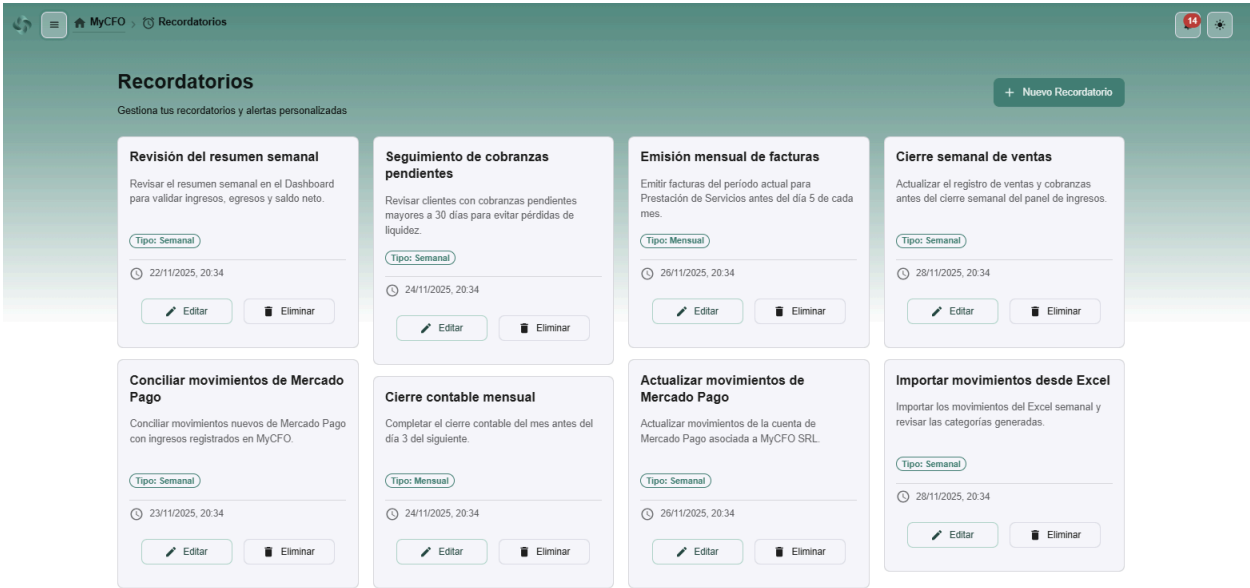 MyCFO > Recordatorios
14
Recordatorios
+ Nuevo Recordatorio
Gestiona tus recordatorios y alertas personalizadas
Revisión del resumen semanal
Revisar el resumen semanal en el Dashboard
para validar ingresos, egresos y saldo neto.
Tipo: Semanal
22/11/2025, 20:34
Editar
Eliminar
Seguimiento de cobranzas
pendientes
Revisar clientes con cobranzas pendientes
mayores a 30 días para evitar pérdidas de
liquidez.
Tipo: Semanal
24/11/2025, 20:34
Editar
Eliminar
Emisión mensual de facturas
Emitir facturas del período actual para
Prestación de Servicios antes del día 5 de cada
mes.
Tipo: Mensual
26/11/2025, 20:34
Editar
Eliminar
Cierre semanal de ventas
Actualizar el registro de ventas y cobranzas
antes del cierre semanal del panel de ingresos.
Tipo: Semanal
28/11/2025, 20:34
Editar
Eliminar
Conciliar movimientos de Mercado
Pago
Conciliar movimientos nuevos de Mercado Pago
con ingresos registrados en MyCFO.
Tipo: Semanal
23/11/2025, 20:34
Editar
Eliminar
Cierre contable mensual
Completar el cierre contable del mes antes del
día 3 del siguiente.
Tipo: Mensual
24/11/2025, 20:34
Editar
Eliminar
Actualizar movimientos de
Mercado Pago
Actualizar movimientos de la cuenta de
Mercado Pago asociada a MyCFO SRL.
Tipo: Semanal
26/11/2025, 20:34
Editar
Eliminar
Importar movimientos desde Excel
Importar los movimientos del Excel semanal y
revisar las categorías generadas.
Tipo: Semanal
28/11/2025, 20:34
Editar
Eliminar